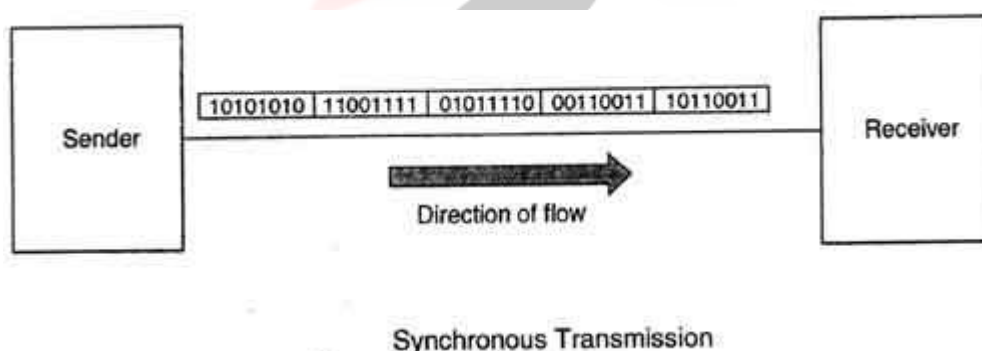 10101010 11001111 01011110 00110011 10110011
Sender
Receiver
Direction of flow
Synchronous Transmission